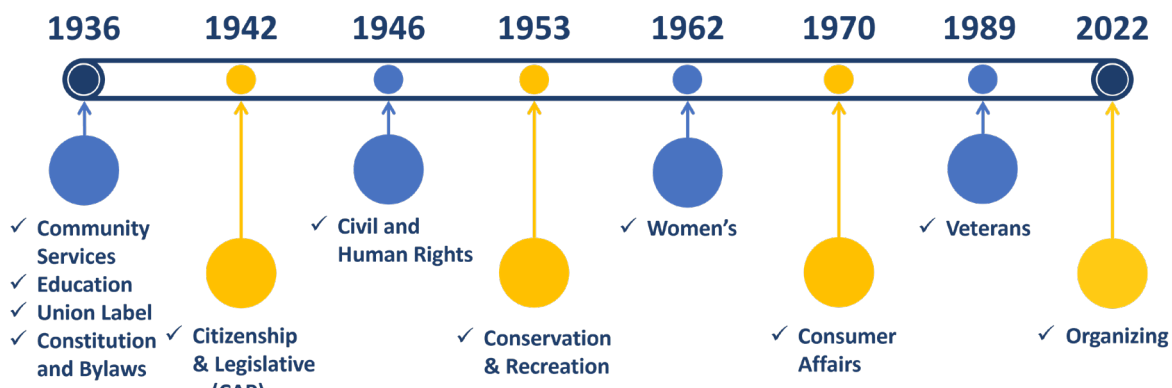 1936 1942 1946 1953 1962 1970 1989 2022
✓ Community
Services
✓ Education
✓ Union Label
✓ Constitution
and Bylaws
✓ Citizenship
& Legislative
(CAP)
✓ Civil and
Human Rights
✓ Conservation
& Recreation
✓ Women's
✓ Consumer
Affairs
✓ Veterans
✓ Organizing